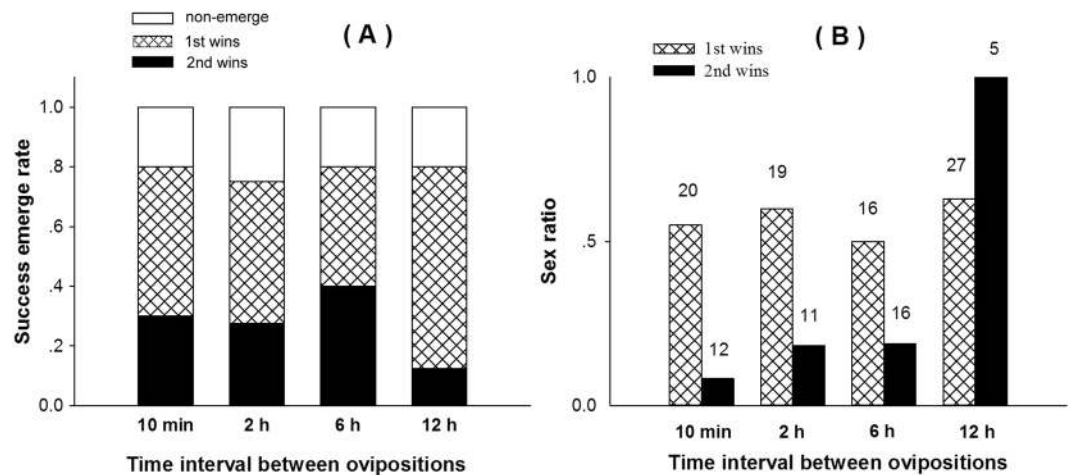 non-emerge
1st wins
2nd wins
( A )
Success emerge rate
1.0
.8
.6
.4
.2
0.0
10 min
2 h
6 h
12 h
Time interval between ovipositions
1st wins
2nd wins
( B )
Sex ratio
1.0
.5
0.0
20
12
19
11
16
16
27
5
10 min
2 h
6 h
12 h
Time interval between ovipositions